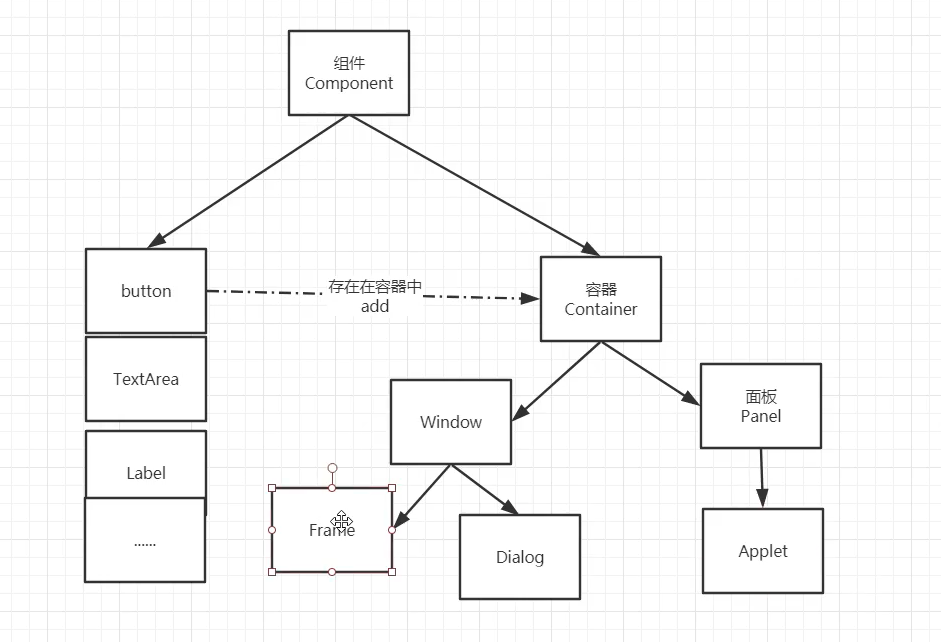 组件
Component
button
存在在容器中
add
容器
Container
TextArea
面板
Panel
Window
Label
Frame
......
Dialog
Applet